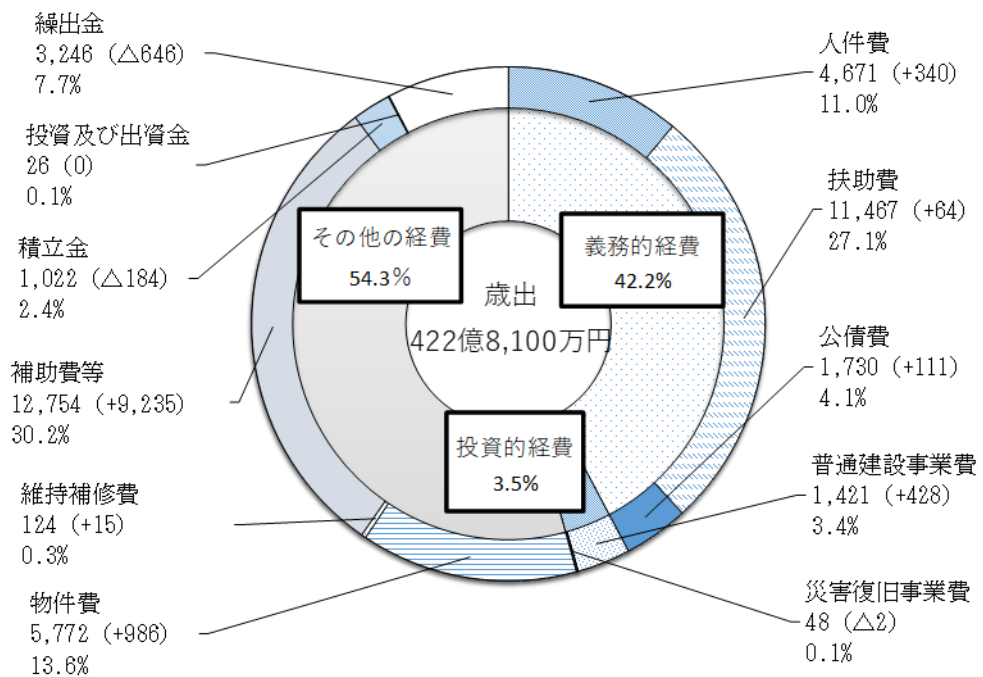 繰出金
3,246 (△646)
7.7%
投資及び出資金
26 (0)
0.1%
積立金
1,022 (△184)
2.4%
補助費等
12,754 (+9,235)
30.2%
維持補修費
124 (+15)
0.3%
物件費
5,772 (+986)
13.6%
その他の経費
54.3%
義務的経費
42.2%
歳出
422億8,100万円
投資的経費
3.5%
人件費
4,671 (+340)
11.0%
扶助費
11,467 (+64)
27.1%
公債費
1,730 (+111)
4.1%
普通建設事業費
1,421 (+428)
3.4%
災害復旧事業費
48 (△2)
0.1%